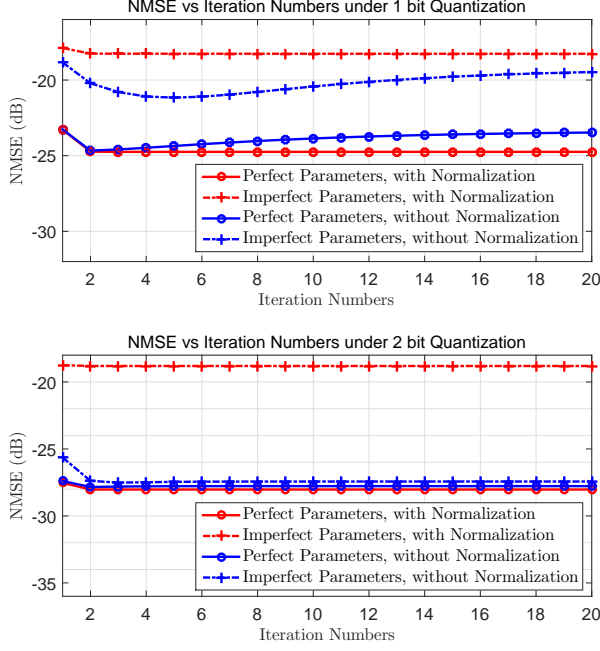 NMSE vs Iteration Numbers under 1 bit Quantization
NMSE (dB)
-20
-25
-30
Perfect Parameters, with Normalization
Imperfect Parameters, with Normalization
Perfect Parameters, without Normalization
Imperfect Parameters, without Normalization
2 4 6 8 10 12 14 16 18 20
Iteration Numbers
NMSE vs Iteration Numbers under 2 bit Quantization
NMSE (dB)
-20
-25
-30
-35
Perfect Parameters, with Normalization
Imperfect Parameters, with Normalization
Perfect Parameters, without Normalization
Imperfect Parameters, without Normalization
2 4 6 8 10 12 14 16 18 20
Iteration Numbers